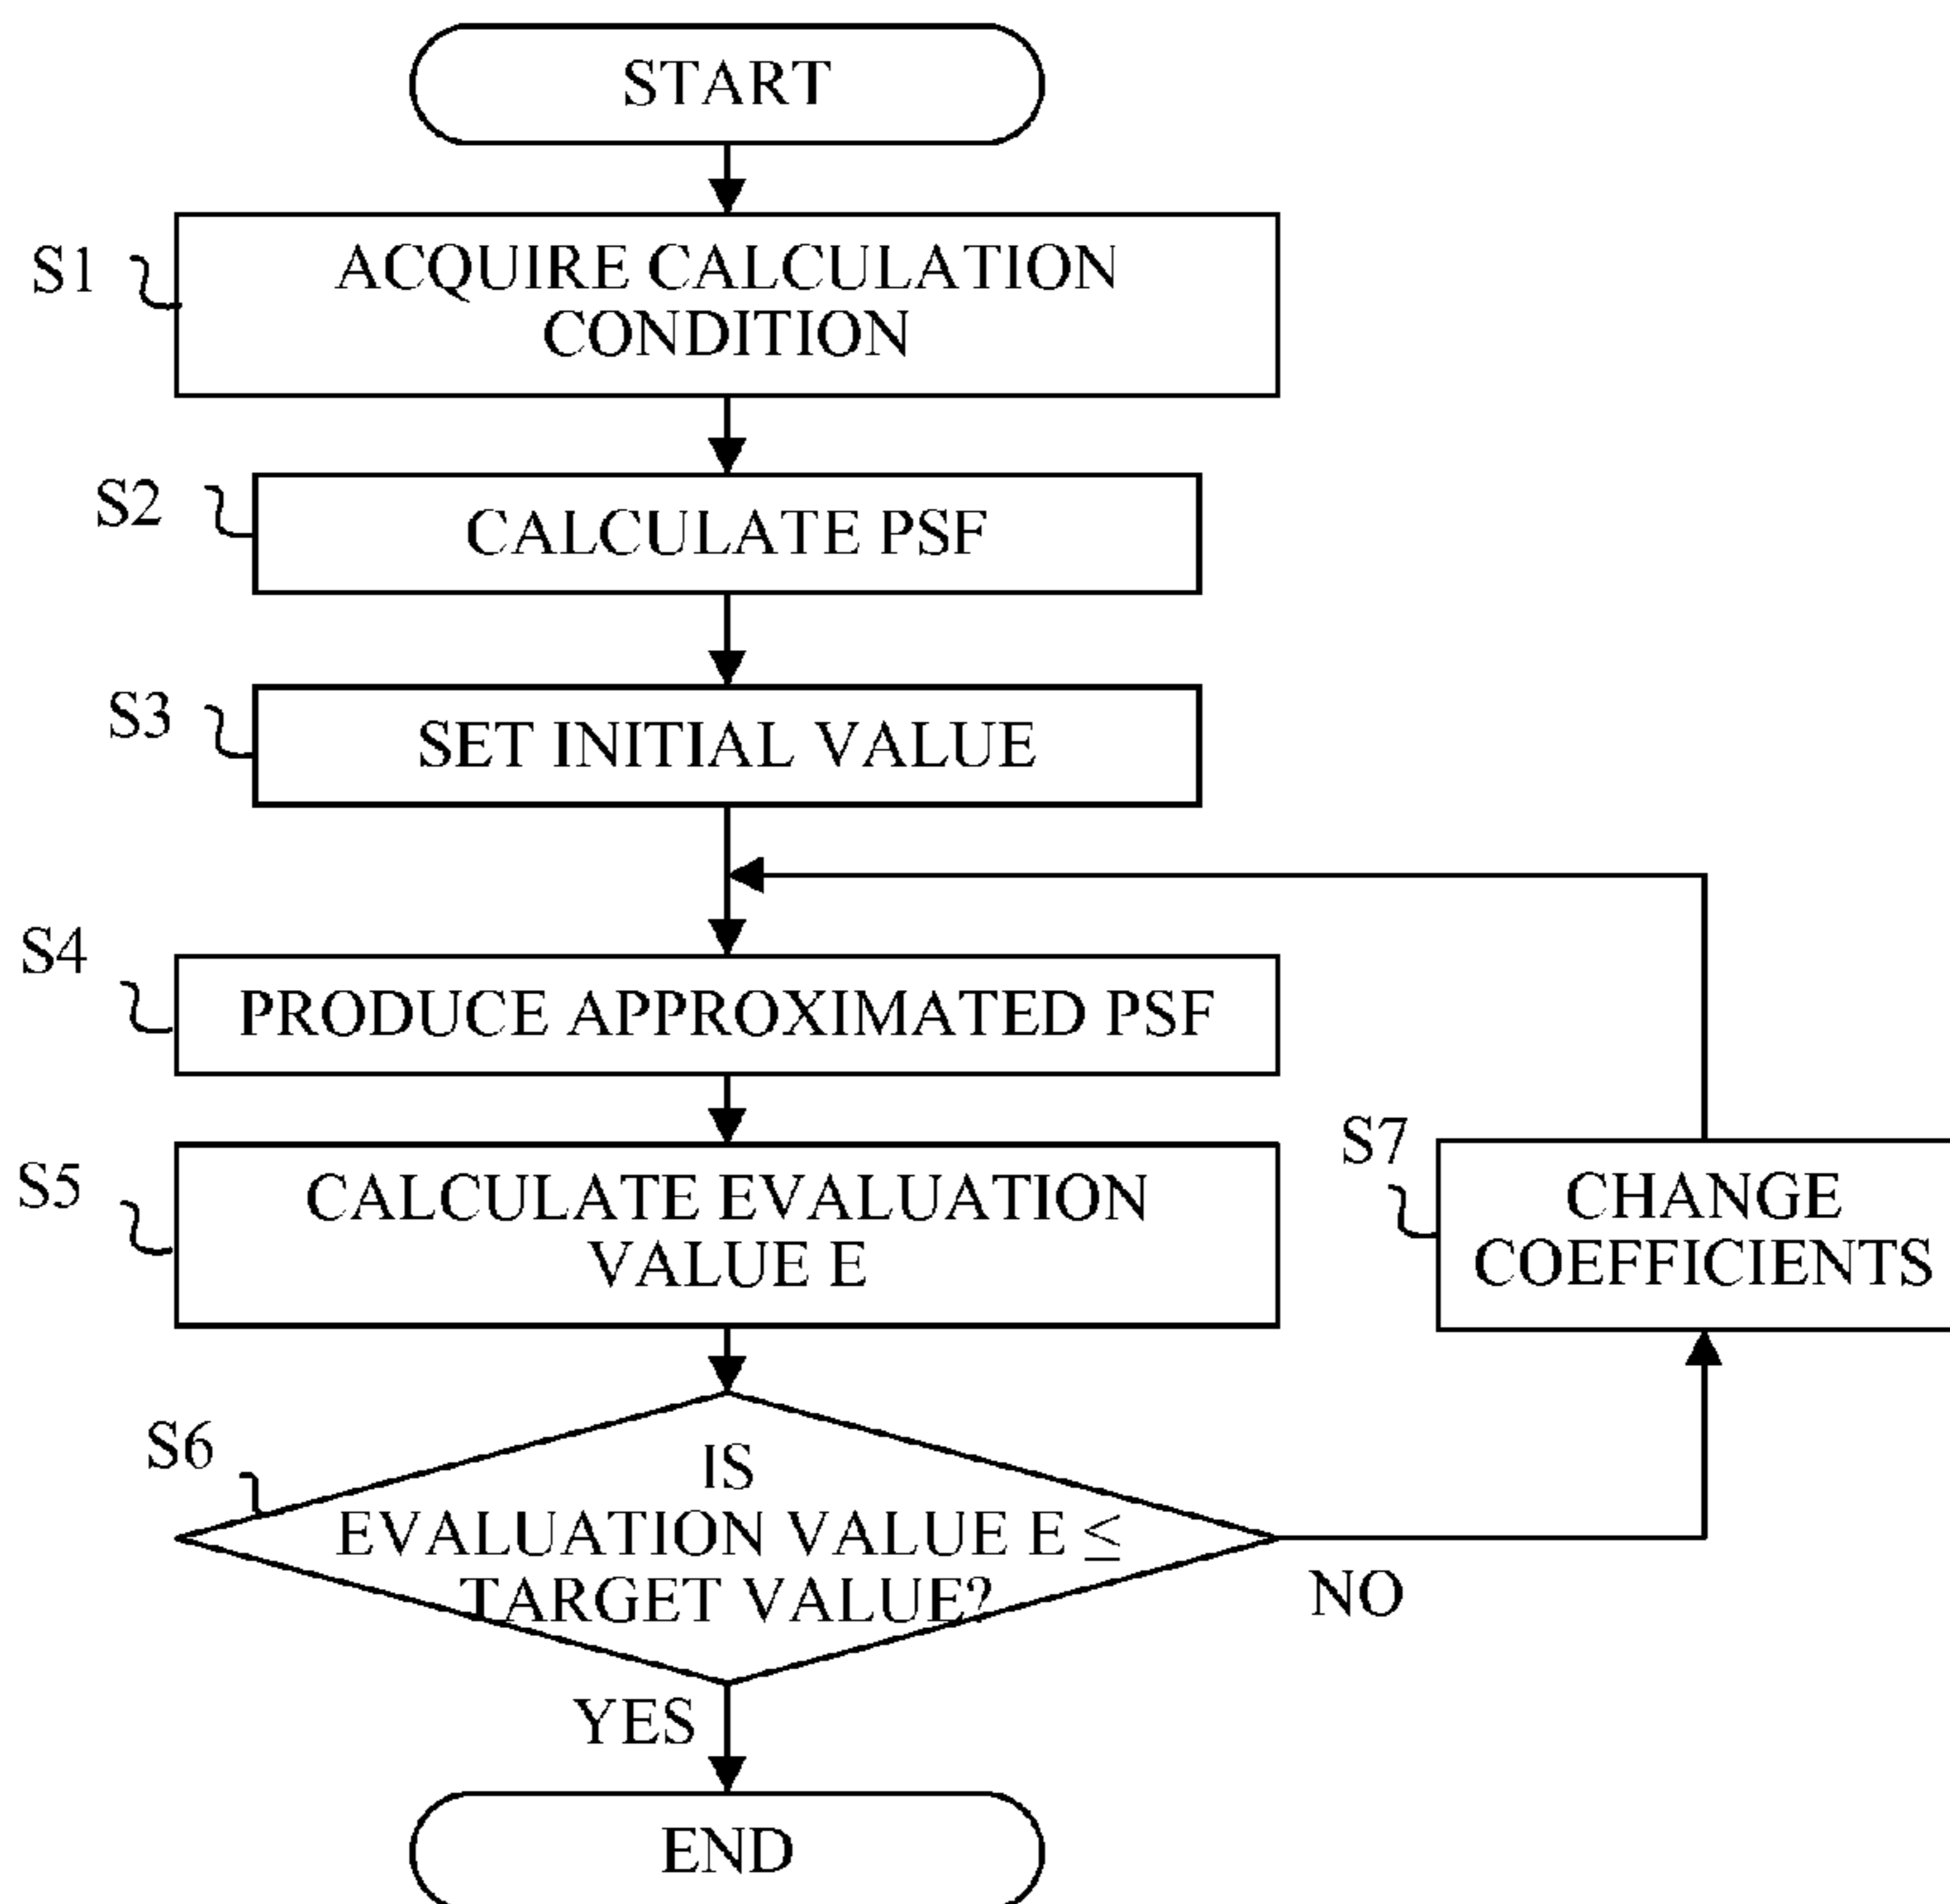 START
S1
ACQUIRE CALCULATION
CONDITION
S2
CALCULATE PSF
S3
SET INITIAL VALUE
S4
PRODUCE APPROXIMATED PSF
S5
CALCULATE EVALUATION
VALUE E
S7
CHANGE
COEFFICIENTS
S6
IS
EVALUATION VALUE E ≤
TARGET VALUE?
NO
YES
END